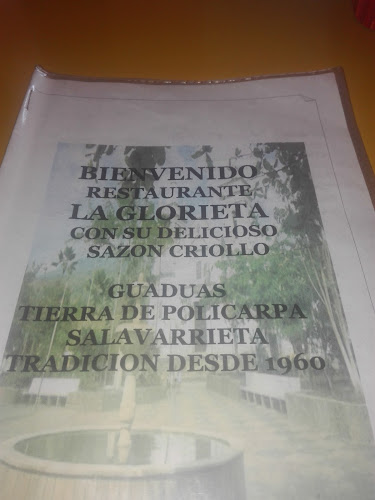 BIENVENIDO
RESTAURANTE
LA GLORIETA
CON SU DELICIOSO
SAZON CRIOLLO
GUADUAS
TIERRA DE POLICARPA
SALAVARRIETA
TRADICION DESDE 1960